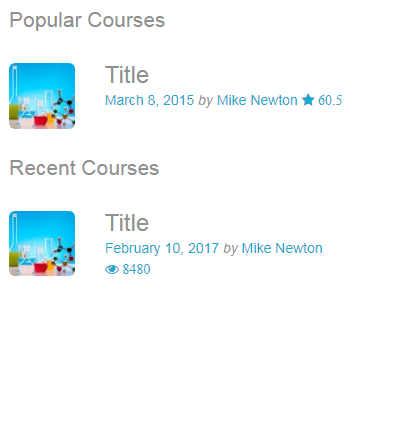 Popular Courses
Title
March 8, 2015 by Mike Newton 60.5
Recent Courses
Title
February 10, 2017 by Mike Newton
8480